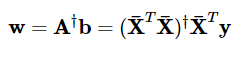 w = A†b = (X̄ᵀX̄)†X̄ᵀy